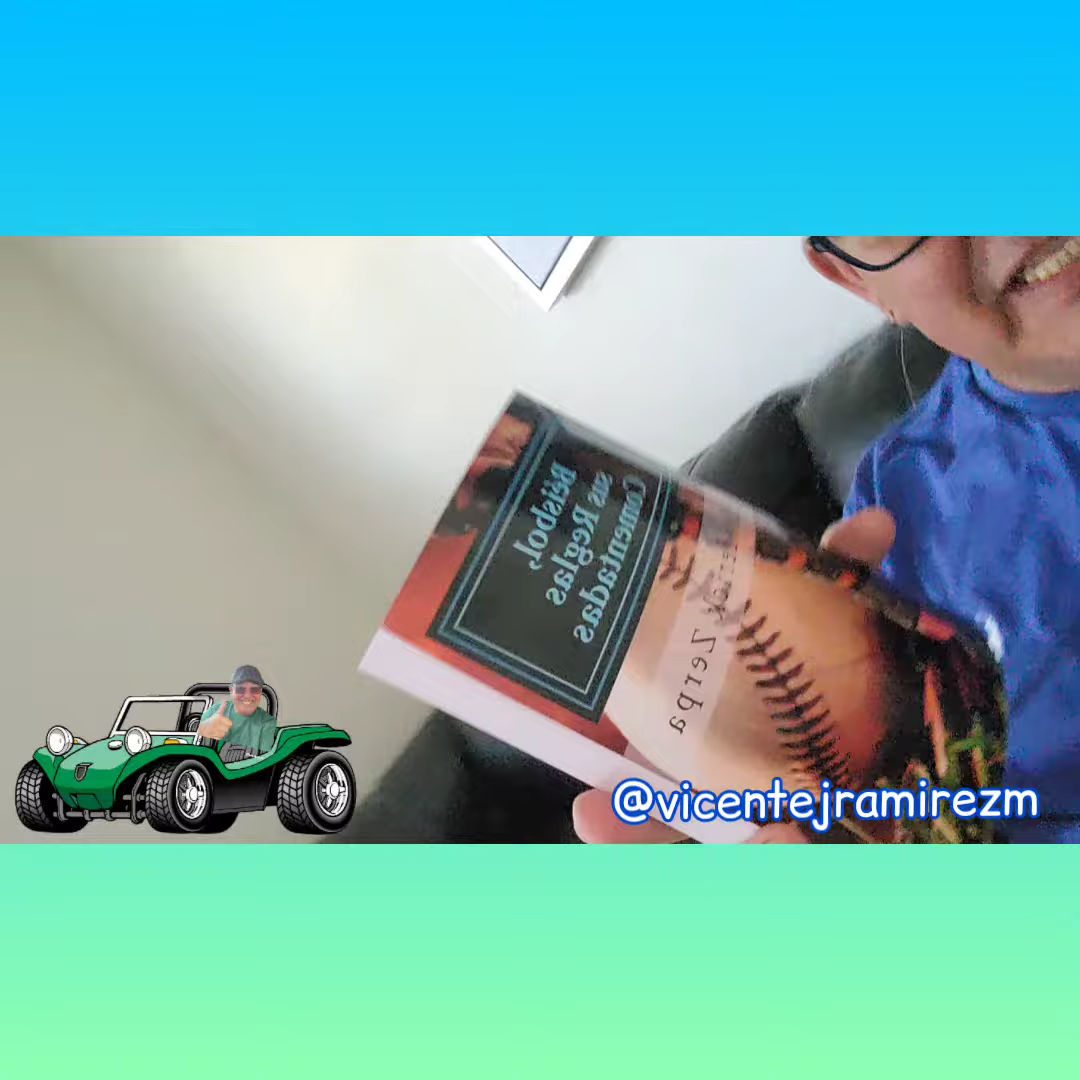 Béisbol,
sus Reglas
Comentadas
Zerpa
@vicentejramirezm